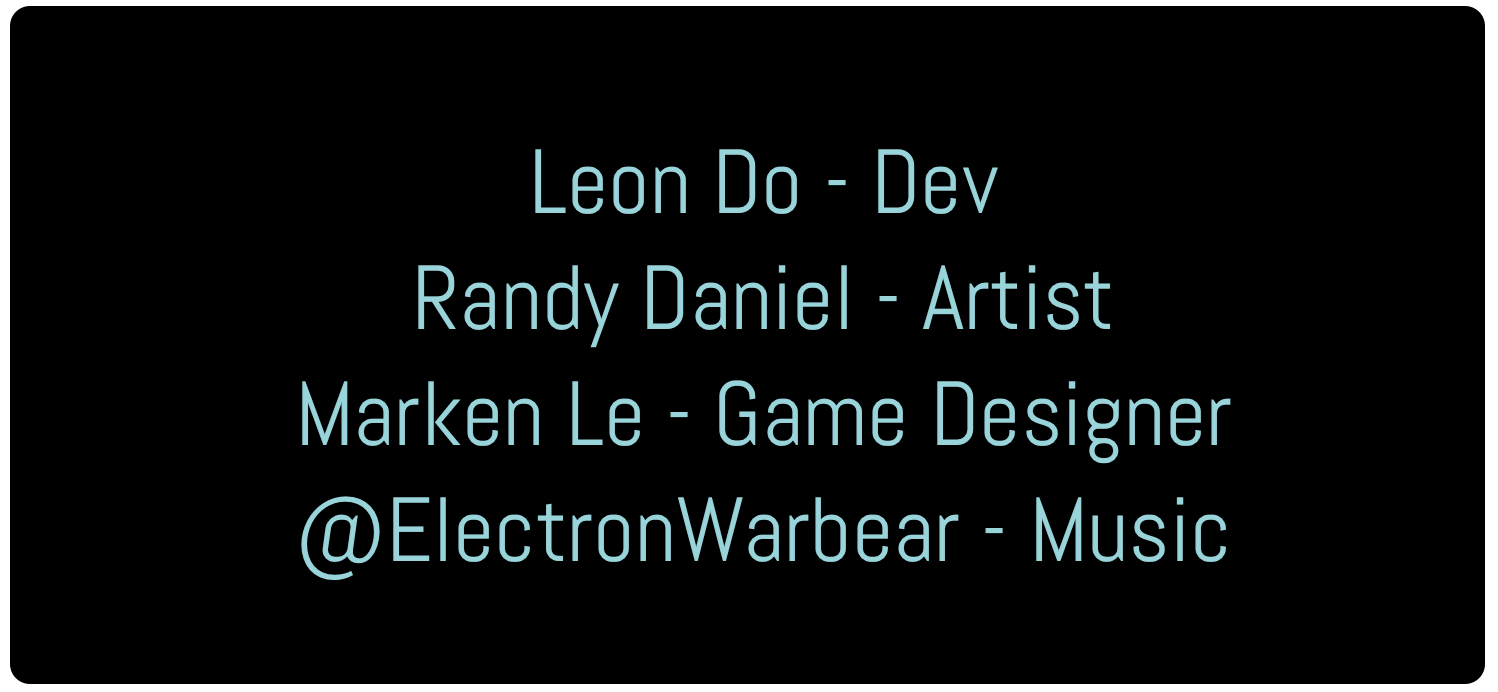 Leon Do - Dev
Randy Daniel - Artist
Marken Le - Game Designer
@ElectronWarbear - Music